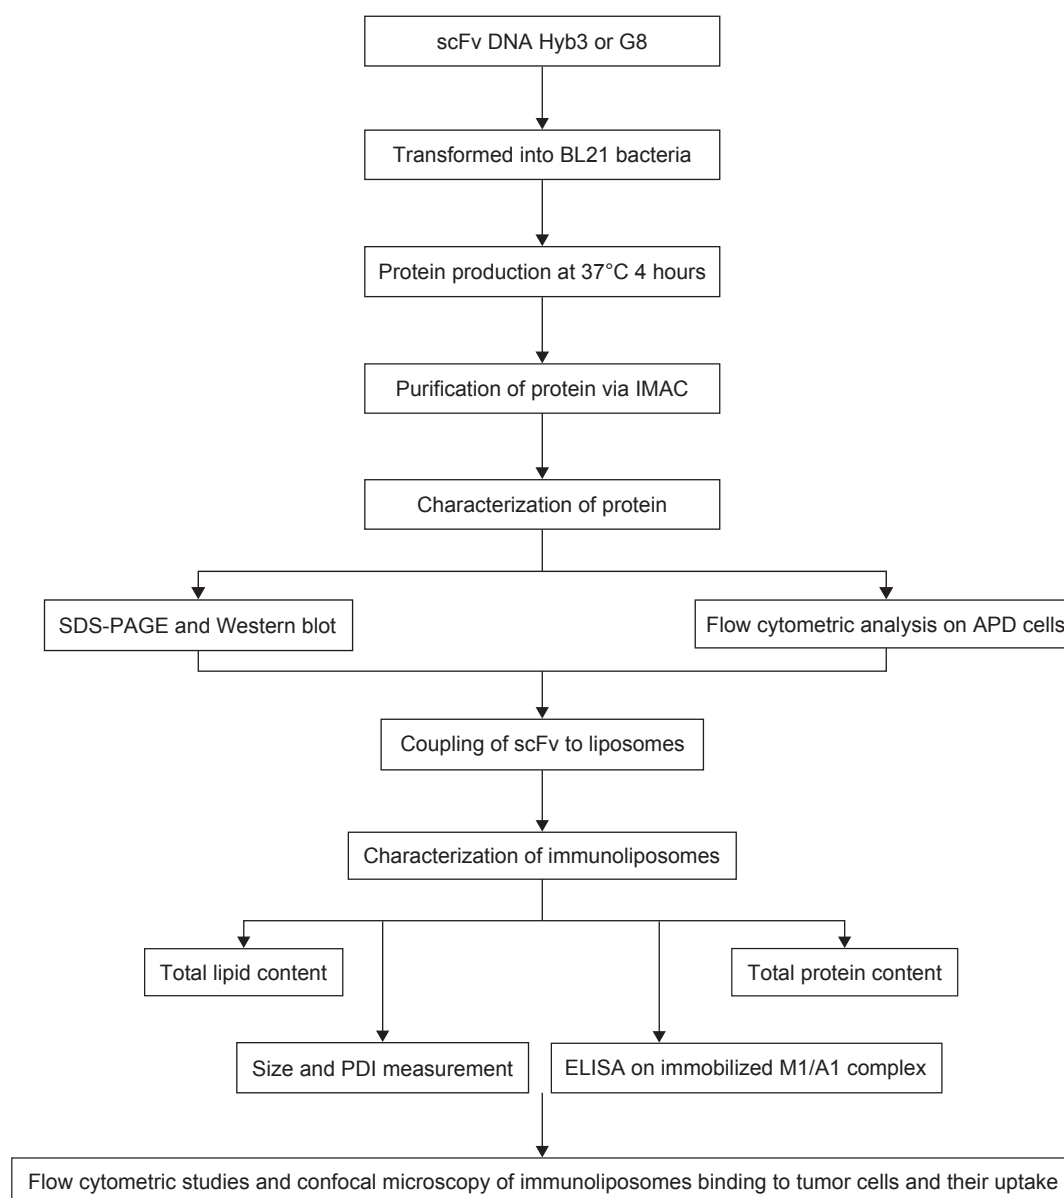 scFv DNA Hyb3 or G8
Transformed into BL21 bacteria
Protein production at 37°C 4 hours
Purification of protein via IMAC
Characterization of protein
SDS-PAGE and Western blot
Flow cytometric analysis on APD cells
Coupling of scFv to liposomes
Characterization of immunoliposomes
Total lipid content
Total protein content
Size and PDI measurement
ELISA on immobilized M1/A1 complex
Flow cytometric studies and confocal microscopy of immunoliposomes binding to tumor cells and their uptake